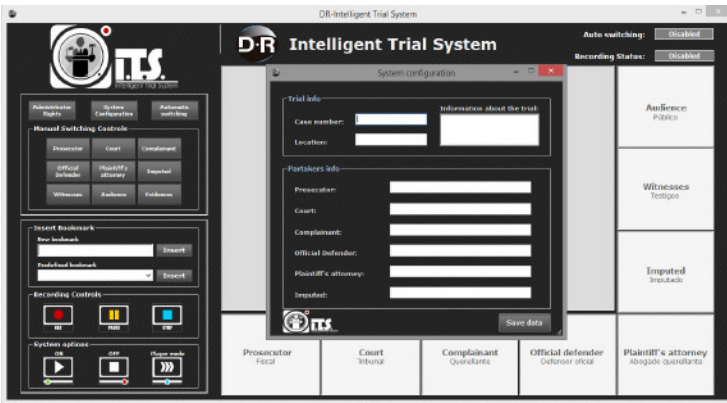 DR-Intelligent Trial System
i.T.S.
Intelligent Trial System
D·R Intelligent Trial System
Auto switching: Disabled
Recording Status: Disabled
Administrator Rights
System Configuration
Automatic switching
Manual Switching Controls
Prosecutor Court Complainant
Official Defender
Plaintiff's attorney
Imputed
Witnesses Audience Evidences
Insert Bookmark
New bookmark
Insert
Predefined bookmark
Insert
Recording Controls
REC PAUSE STOP
System options
ON OFF Player mode
System configuration
Trial info
Case number:
Information about the trial:
Location:
Partakers info
Prosecutor:
Court:
Complainant:
Official Defender:
Plaintiff's attorney:
Imputed:
iTS
Save data
Audience
Público
Witnesses
Testigos
Imputed
Imputado
Prosecutor
Fiscal
Court
Tribunal
Complainant
Querellante
Official defender
Defensor oficial
Plaintiff's attorney
Abogado querellante